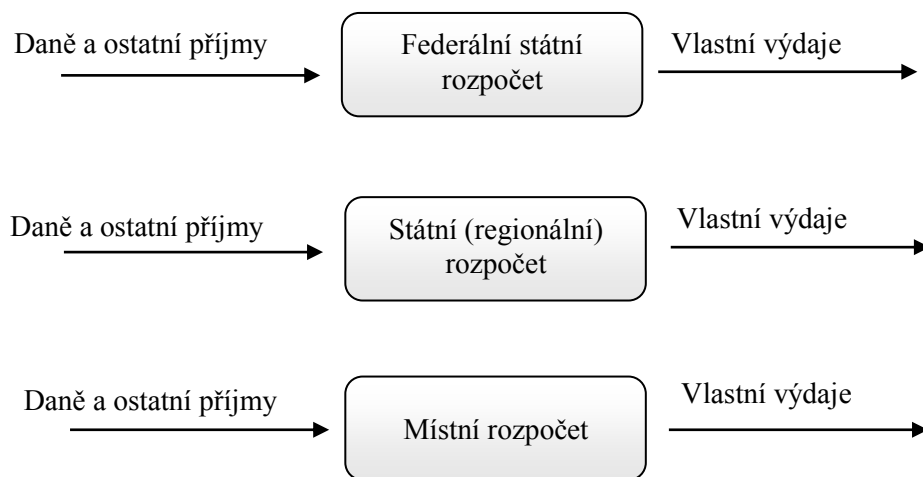 Daně a ostatní příjmy
Federální státní
rozpočet
Vlastní výdaje
Daně a ostatní příjmy
Státní (regionální)
rozpočet
Vlastní výdaje
Daně a ostatní příjmy
Místní rozpočet
Vlastní výdaje